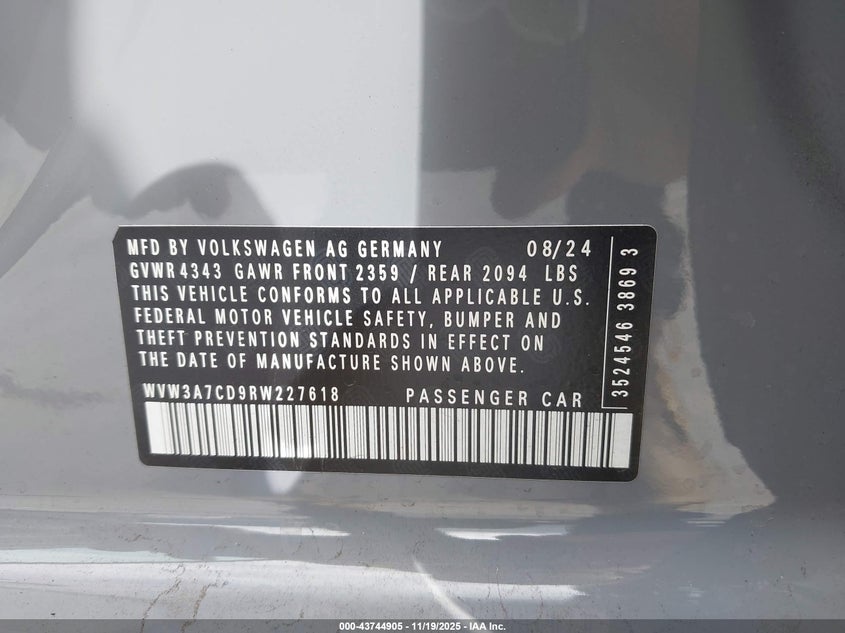 MFD BY VOLKSWAGEN AG GERMANY 08/24
GVWR 4343 GAWR FRONT 2359 / REAR 2094 LBS
THIS VEHICLE CONFORMS TO ALL APPLICABLE U.S.
FEDERAL MOTOR VEHICLE SAFETY, BUMPER AND
THEFT PREVENTION STANDARDS IN EFFECT ON
THE DATE OF MANUFACTURE SHOWN ABOVE.
WVW3A7CD9RW227618 PASSENGER CAR
3524546 3869 3
000-43744905 - 11/19/2025 - IAA Inc.